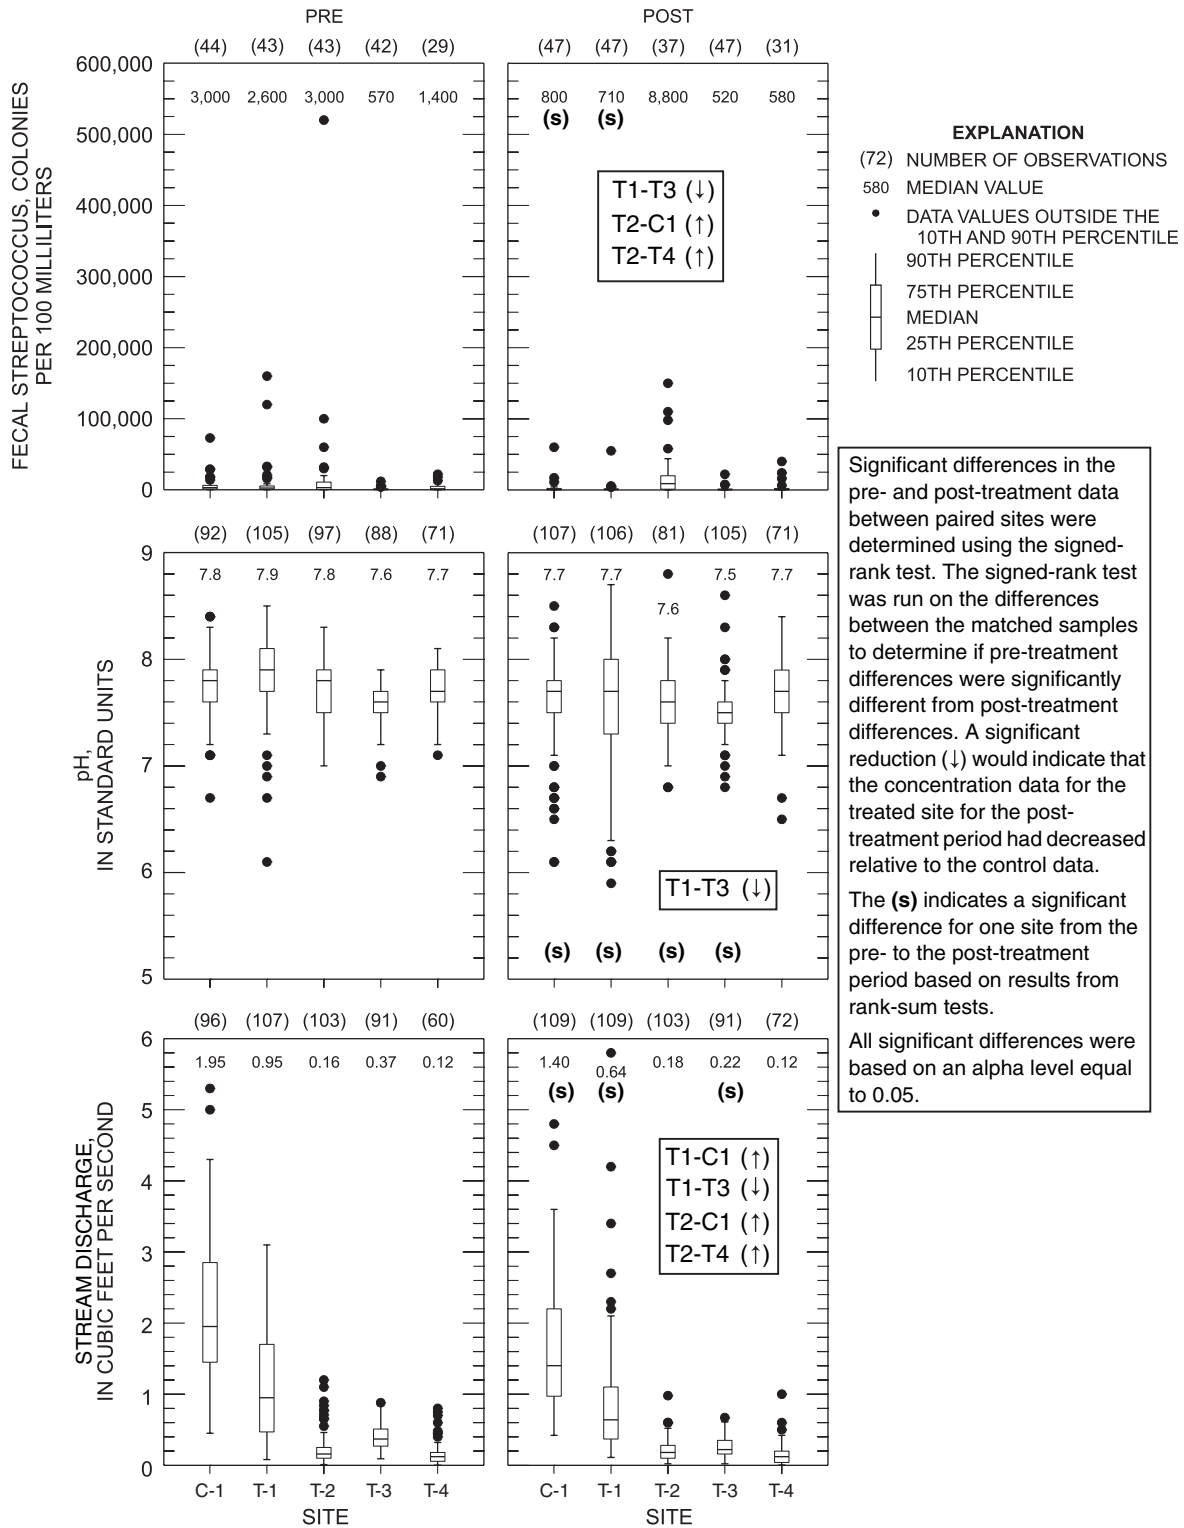 PRE POST
(44) (43) (43) (42) (29) (47) (47) (37) (47) (31)
FECAL STREPTOCOCCUS, COLONIES
PER 100 MILLILITERS
600,000
500,000
400,000
300,000
200,000
100,000
0
3,000 2,600 3,000 570 1,400 800 710 8,800 520 580
(s) (s)
T1-T3 (↓)
T2-C1 (↑)
T2-T4 (↑)
EXPLANATION
(72) NUMBER OF OBSERVATIONS
580 MEDIAN VALUE
DATA VALUES OUTSIDE THE
10TH AND 90TH PERCENTILE
90TH PERCENTILE
75TH PERCENTILE
MEDIAN
25TH PERCENTILE
10TH PERCENTILE
(92) (105) (97) (88) (71) (107) (106) (81) (105) (71)
pH,
IN STANDARD UNITS
9
8
7
6
5
7.8 7.9 7.8 7.6 7.7 7.7 7.7 7.6 7.5 7.7
T1-T3 (↓)
(s) (s) (s) (s)
(96) (107) (103) (91) (60) (109) (109) (103) (91) (72)
STREAM DISCHARGE,
IN CUBIC FEET PER SECOND
6
5
4
3
2
1
0
1.95 0.95 0.16 0.37 0.12 1.40 0.64 0.18 0.22 0.12
(s) (s) (s)
T1-C1 (↑)
T1-T3 (↓)
T2-C1 (↑)
T2-T4 (↑)
C-1 T-1 T-2 T-3 T-4 C-1 T-1 T-2 T-3 T-4
SITE SITE
Significant differences in the
pre- and post-treatment data
between paired sites were
determined using the signed-
rank test. The signed-rank test
was run on the differences
between the matched samples
to determine if pre-treatment
differences were significantly
different from post-treatment
differences. A significant
reduction (↓) would indicate that
the concentration data for the
treated site for the post-
treatment period had decreased
relative to the control data.
The (s) indicates a significant
difference for one site from the
pre- to the post-treatment
period based on results from
rank-sum tests.
All significant differences were
based on an alpha level equal
to 0.05.